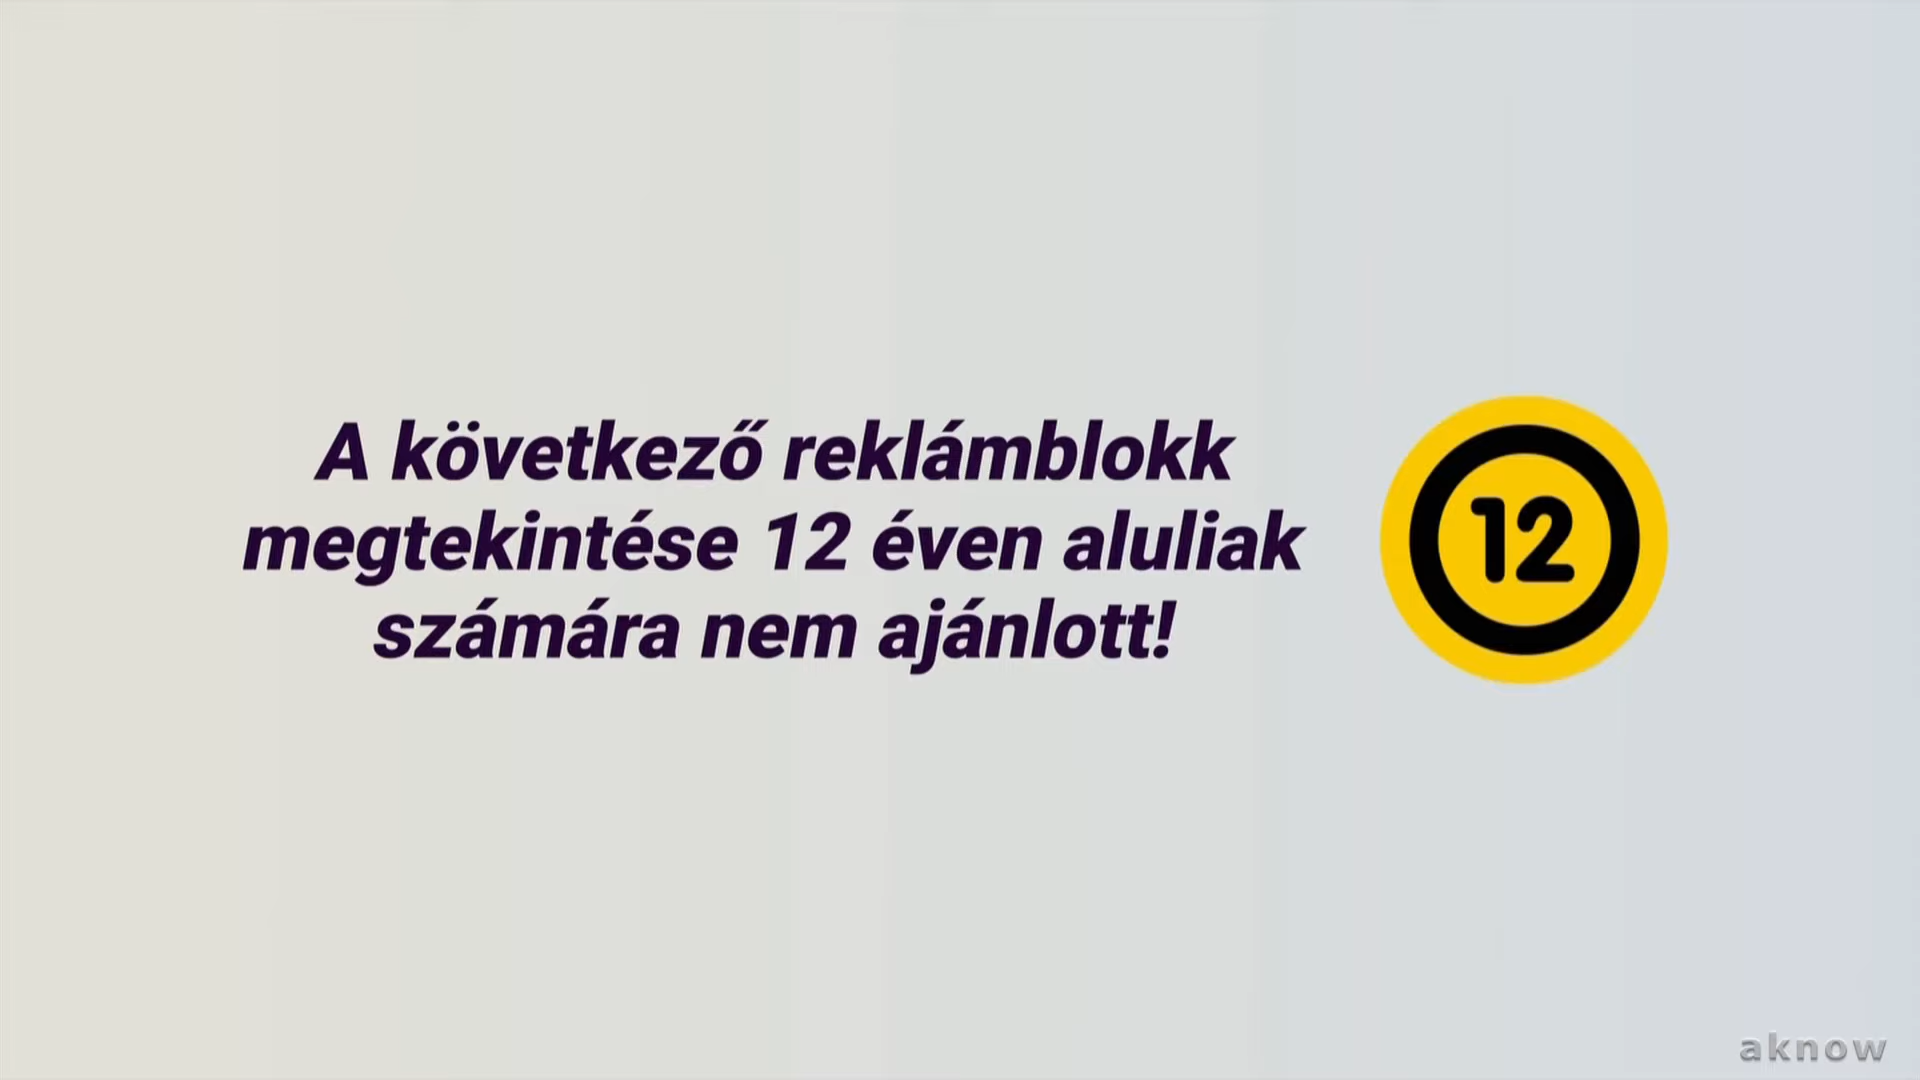 A következő reklámblokk
megtekintése 12 éven aluliak
számára nem ajánlott!
12
aknow